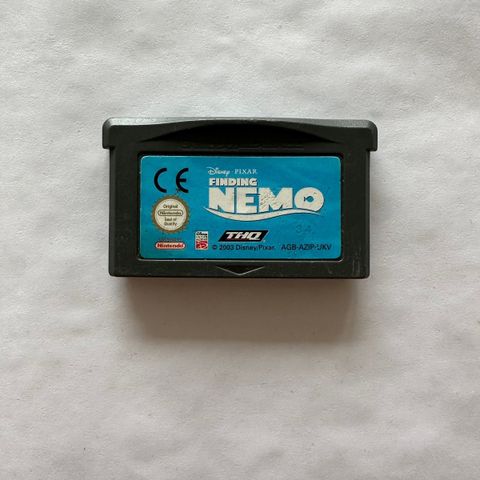 CE
Disney · PIXAR
FINDING
NEMO
Original
Nintendo
Seal of
Quality
Nintendo
THQ
© 2003 Disney/Pixar. AGB-AZIP-UKV